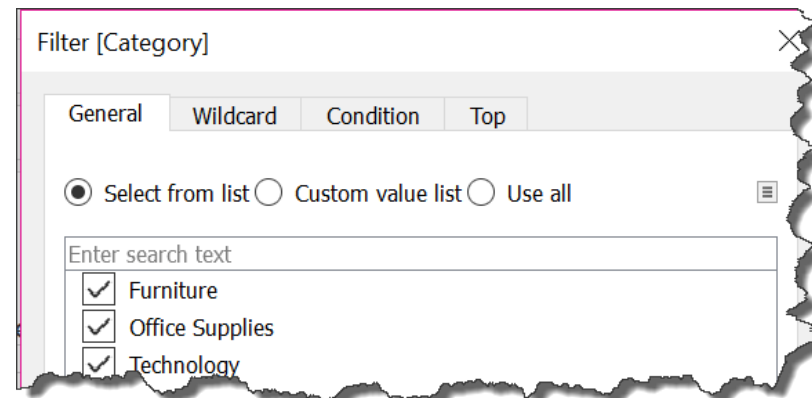 Filter [Category]
General Wildcard Condition Top
Select from list Custom value list Use all
Enter search text
Furniture
Office Supplies
Technology